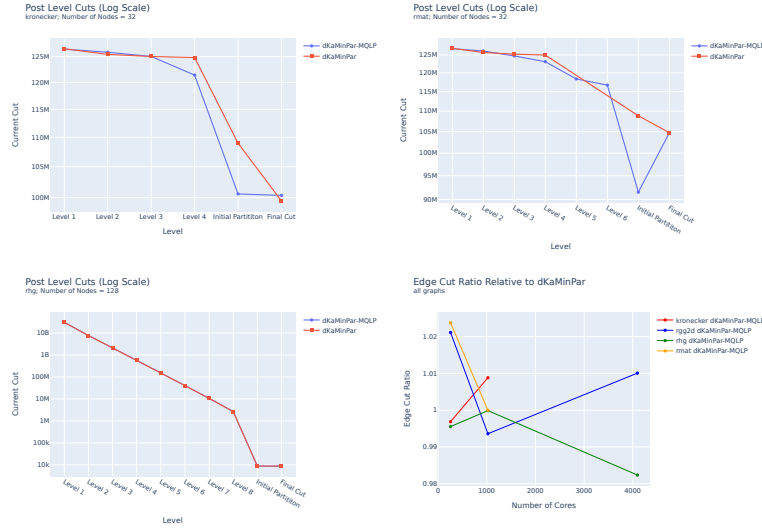 Post Level Cuts (Log Scale)
kronecker; Number of Nodes = 32
125M
120M
115M
110M
105M
100M
Current Cut
Level 1
Level 2
Level 3
Level 4
Initial Partititon
Final Cut
Level
dKaMinPar-MQLP
dKaMinPar
Post Level Cuts (Log Scale)
rmat; Number of Nodes = 32
125M
120M
115M
110M
105M
100M
95M
90M
Current Cut
Level 1
Level 2
Level 3
Level 4
Level 5
Level 6
Initial Partititon
Final Cut
Level
dKaMinPar-MQLP
dKaMinPar
Post Level Cuts (Log Scale)
rhg; Number of Nodes = 128
10B
1B
100M
10M
1M
100k
10k
Current Cut
Level 1
Level 2
Level 3
Level 4
Level 5
Level 6
Level 7
Level 8
Initial Partititon
Final Cut
Level
dKaMinPar-MQLP
dKaMinPar
Edge Cut Ratio Relative to dKaMinPar
all graphs
1.02
1.01
1
0.99
0.98
Edge Cut Ratio
0
1000
2000
3000
4000
Number of Cores
kronecker dKaMinPar-MQLP
rgg2d dKaMinPar-MQLP
rhg dKaMinPar-MQLP
rmat dKaMinPar-MQLP